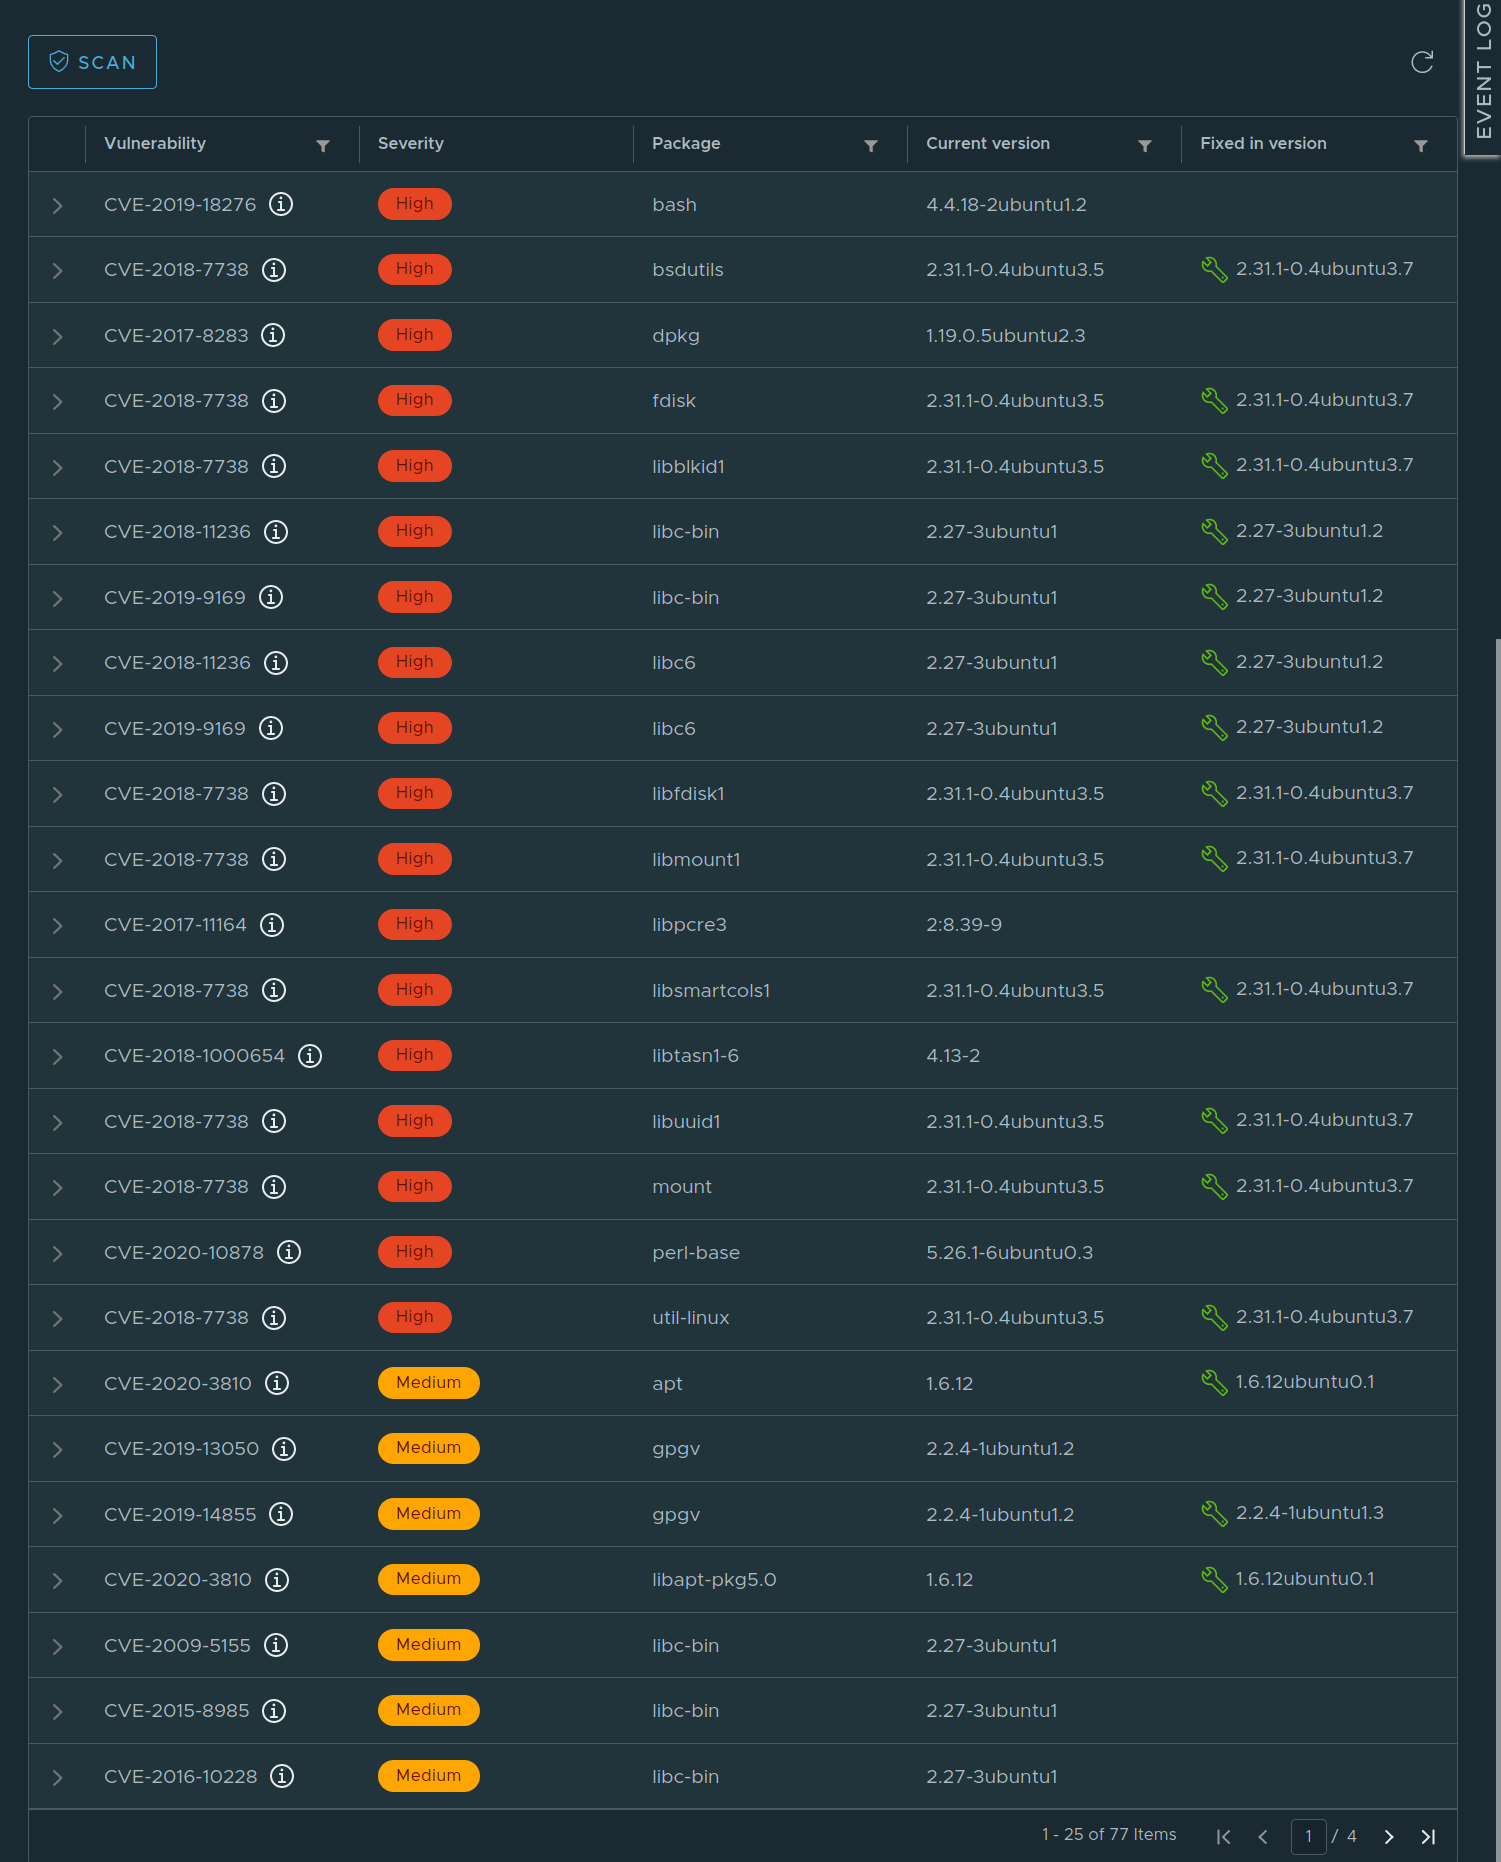 EVENT LOG
SCAN
Vulnerability Severity Package Current version Fixed in version
CVE-2019-18276 High bash 4.4.18-2ubuntu1.2
CVE-2018-7738 High bsdutils 2.31.1-0.4ubuntu3.5 2.31.1-0.4ubuntu3.7
CVE-2017-8283 High dpkg 1.19.0.5ubuntu2.3
CVE-2018-7738 High fdisk 2.31.1-0.4ubuntu3.5 2.31.1-0.4ubuntu3.7
CVE-2018-7738 High libblkid1 2.31.1-0.4ubuntu3.5 2.31.1-0.4ubuntu3.7
CVE-2018-11236 High libc-bin 2.27-3ubuntu1 2.27-3ubuntu1.2
CVE-2019-9169 High libc-bin 2.27-3ubuntu1 2.27-3ubuntu1.2
CVE-2018-11236 High libc6 2.27-3ubuntu1 2.27-3ubuntu1.2
CVE-2019-9169 High libc6 2.27-3ubuntu1 2.27-3ubuntu1.2
CVE-2018-7738 High libfdisk1 2.31.1-0.4ubuntu3.5 2.31.1-0.4ubuntu3.7
CVE-2018-7738 High libmount1 2.31.1-0.4ubuntu3.5 2.31.1-0.4ubuntu3.7
CVE-2017-11164 High libpcre3 2:8.39-9
CVE-2018-7738 High libsmartcols1 2.31.1-0.4ubuntu3.5 2.31.1-0.4ubuntu3.7
CVE-2018-1000654 High libtasn1-6 4.13-2
CVE-2018-7738 High libuuid1 2.31.1-0.4ubuntu3.5 2.31.1-0.4ubuntu3.7
CVE-2018-7738 High mount 2.31.1-0.4ubuntu3.5 2.31.1-0.4ubuntu3.7
CVE-2020-10878 High perl-base 5.26.1-6ubuntu0.3
CVE-2018-7738 High util-linux 2.31.1-0.4ubuntu3.5 2.31.1-0.4ubuntu3.7
CVE-2020-3810 Medium apt 1.6.12 1.6.12ubuntu0.1
CVE-2019-13050 Medium gpgv 2.2.4-1ubuntu1.2
CVE-2019-14855 Medium gpgv 2.2.4-1ubuntu1.2 2.2.4-1ubuntu1.3
CVE-2020-3810 Medium libapt-pkg5.0 1.6.12 1.6.12ubuntu0.1
CVE-2009-5155 Medium libc-bin 2.27-3ubuntu1
CVE-2015-8985 Medium libc-bin 2.27-3ubuntu1
CVE-2016-10228 Medium libc-bin 2.27-3ubuntu1
1 - 25 of 77 Items 1 / 4